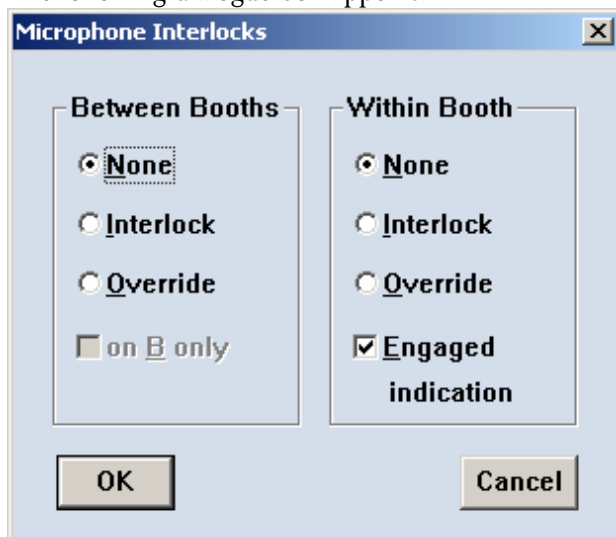 Microphone Interlocks
Between Booths
None
Interlock
Override
on B only
Within Booth
None
Interlock
Override
Engaged
indication
OK
Cancel